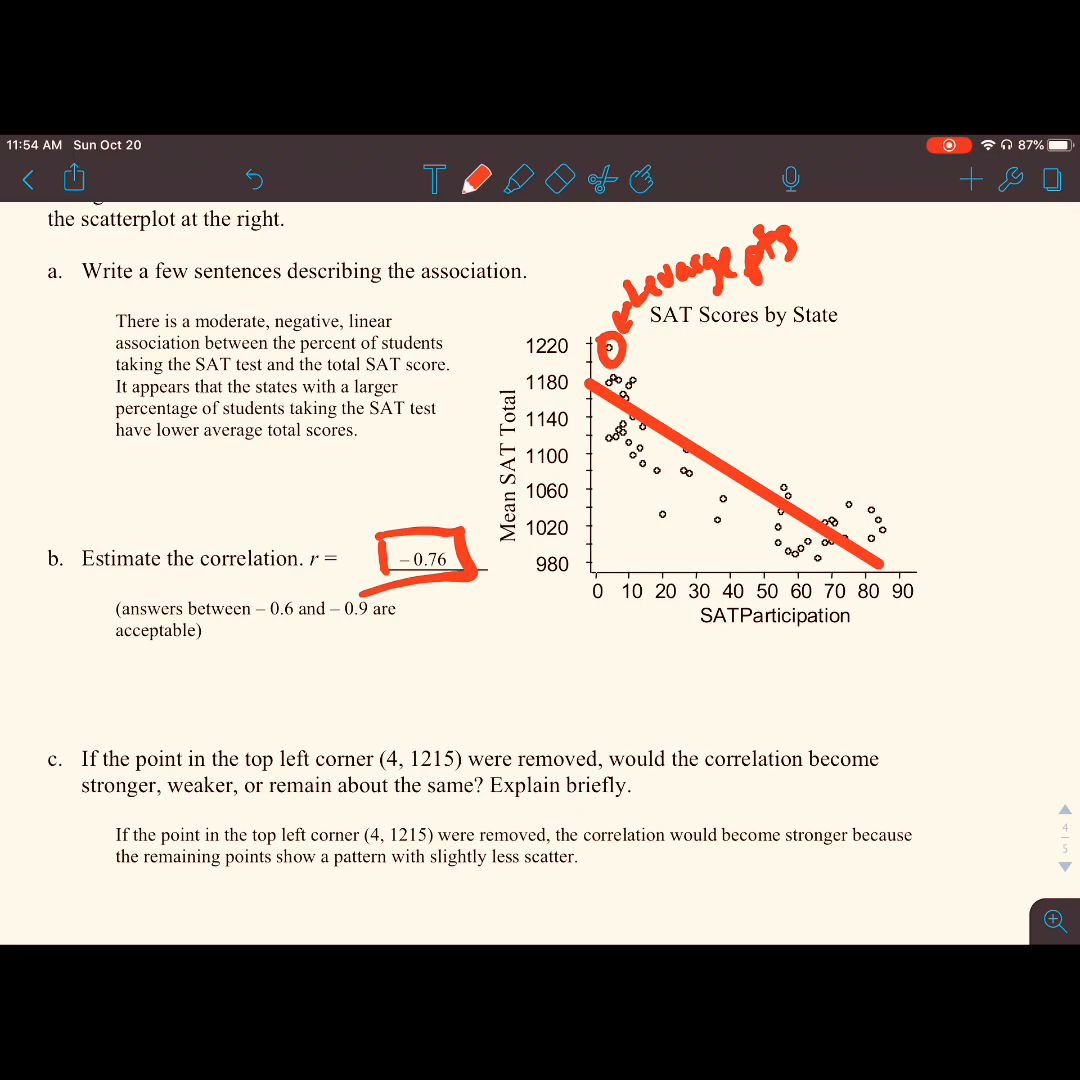 11:54 AM Sun Oct 20
87%
T
the scatterplot at the right.
a. Write a few sentences describing the association.
There is a moderate, negative, linear
association between the percent of students
taking the SAT test and the total SAT score.
It appears that the states with a larger
percentage of students taking the SAT test
have lower average total scores.
Levarage pts
SAT Scores by State
Mean SAT Total
1220
1180
1140
1100
1060
1020
980
0 10 20 30 40 50 60 70 80 90
SATParticipation
b. Estimate the correlation. r = – 0.76
(answers between – 0.6 and – 0.9 are
acceptable)
c. If the point in the top left corner (4, 1215) were removed, would the correlation become
stronger, weaker, or remain about the same? Explain briefly.
If the point in the top left corner (4, 1215) were removed, the correlation would become stronger because
the remaining points show a pattern with slightly less scatter.
4
5